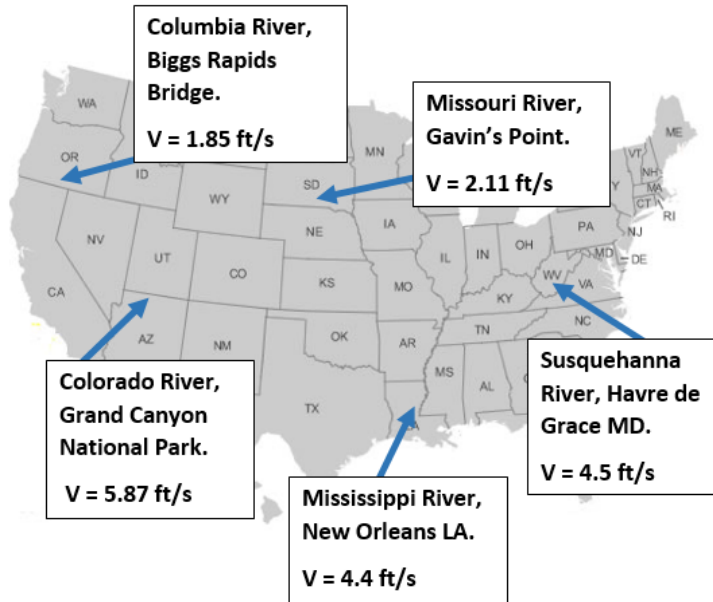 Columbia River,
Biggs Rapids
Bridge.
V = 1.85 ft/s
Missouri River,
Gavin's Point.
V = 2.11 ft/s
WA
OR
ID
WY
SD
MN
ME
VT
NH
MA
CT
RI
NV
UT
CO
NE
IA
IL
IN
OH
PA
NJ
MD
DE
CA
KS
MO
KY
WV
VA
AZ
NM
OK
AR
TN
NC
TX
MS
AL
Colorado River,
Grand Canyon
National Park.
V = 5.87 ft/s
Susquehanna
River, Havre de
Grace MD.
V = 4.5 ft/s
Mississippi River,
New Orleans LA.
V = 4.4 ft/s